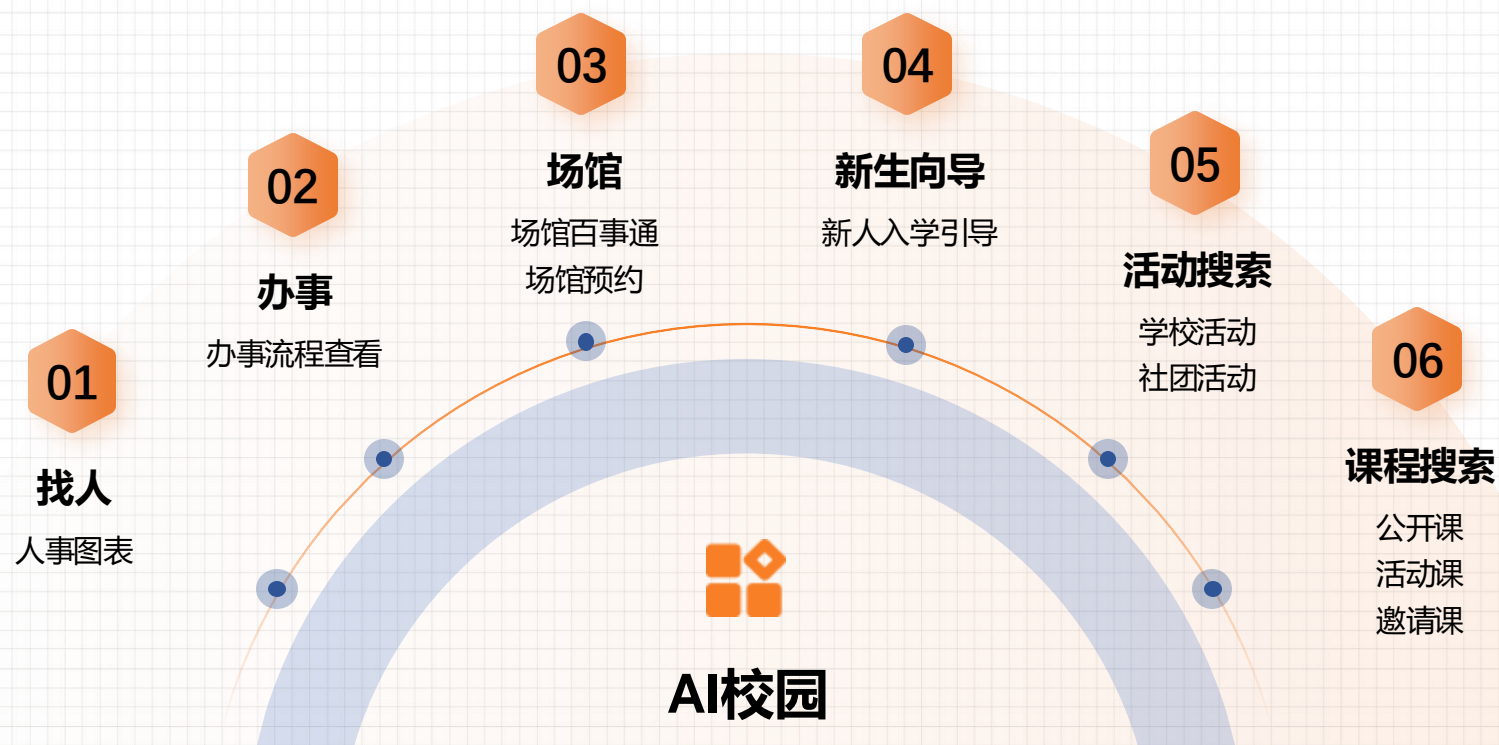 01
找人
人事图表
02
办事
办事流程查看
03
场馆
场馆百事通
场馆预约
04
新生向导
新人入学引导
05
活动搜索
学校活动
社团活动
06
课程搜索
公开课
活动课
邀请课
AI校园